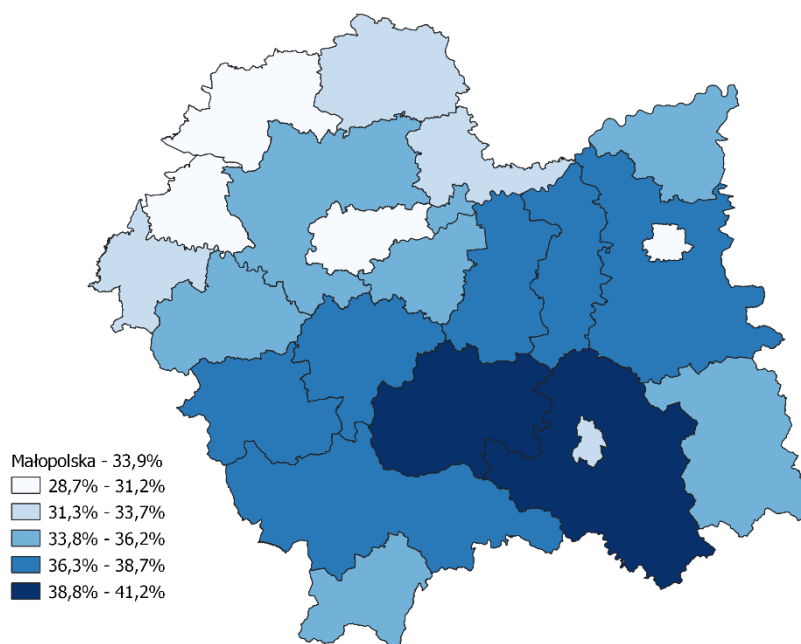 Małopolska - 33,9%
28,7% - 31,2%
31,3% - 33,7%
33,8% - 36,2%
36,3% - 38,7%
38,8% - 41,2%